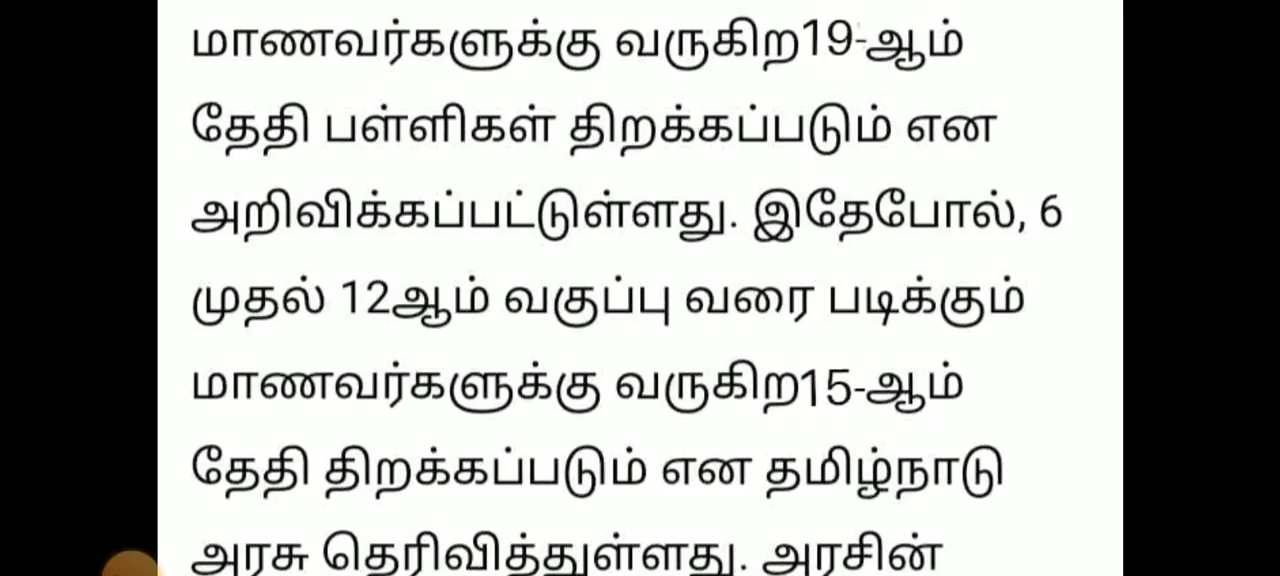 மாணவர்களுக்கு வருகிற19-ஆம்
தேதி பள்ளிகள் திறக்கப்படும் என
அறிவிக்கப்பட்டுள்ளது. இதேபோல், 6
முதல் 12ஆம் வகுப்பு வரை படிக்கும்
மாணவர்களுக்கு வருகிற15-ஆம்
தேதி திறக்கப்படும் என தமிழ்நாடு
அரசு தெரிவித்துள்ளது. அரசின்